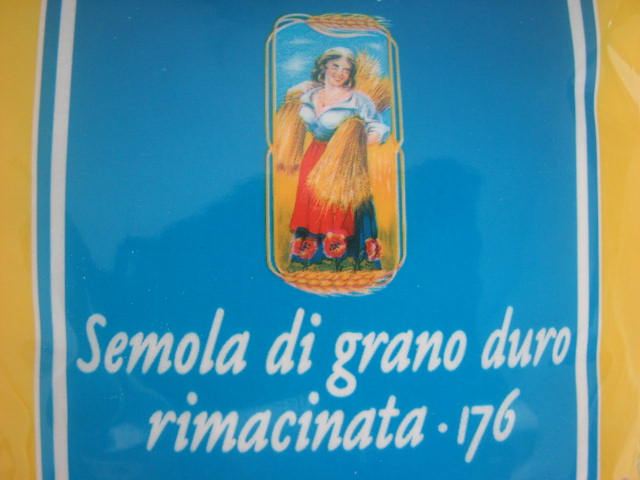 Semola di grano duro
rimacinata · 176